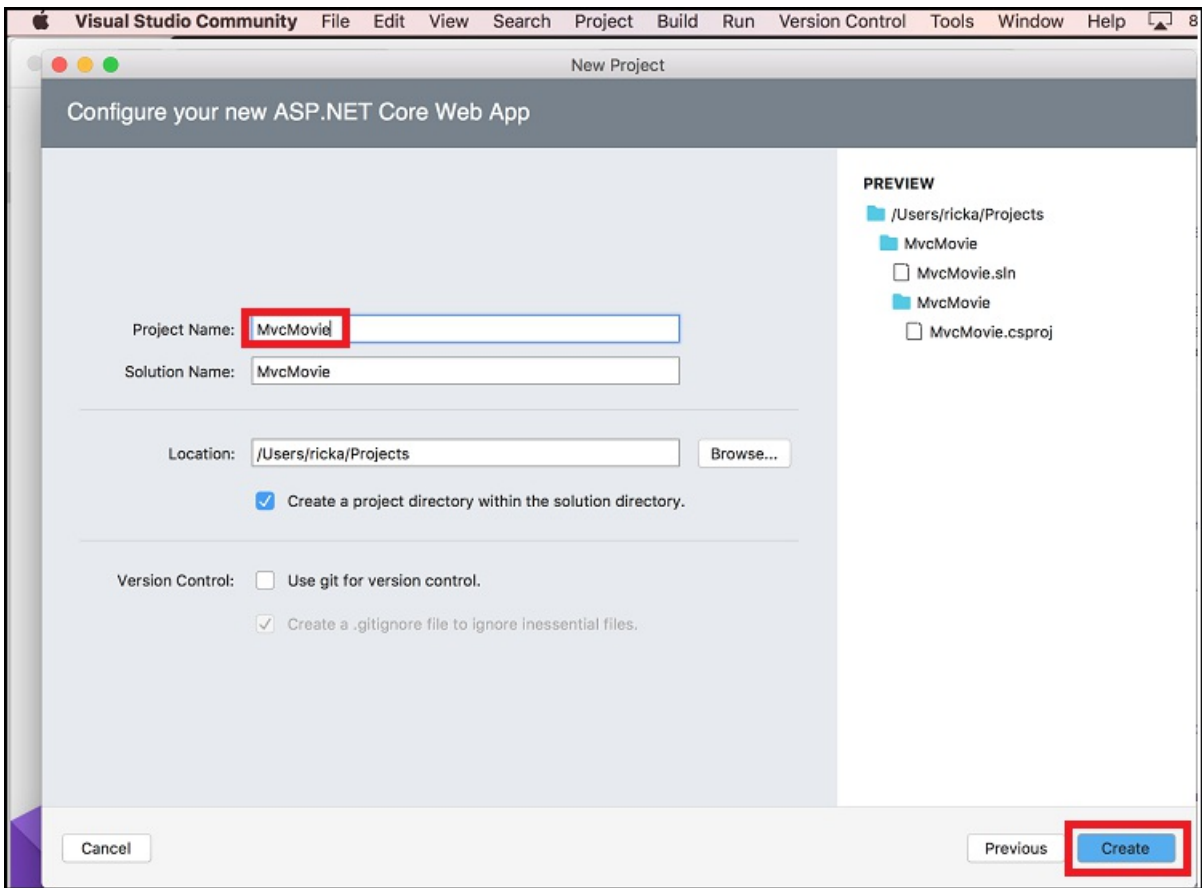 Visual Studio Community File Edit View Search Project Build Run Version Control Tools Window Help 8
New Project
Configure your new ASP.NET Core Web App
PREVIEW
/Users/ricka/Projects
MvcMovie
MvcMovie.sln
MvcMovie
MvcMovie.csproj
Project Name: MvcMovie
Solution Name: MvcMovie
Location: /Users/ricka/Projects Browse...
Create a project directory within the solution directory.
Version Control: Use git for version control.
Create a .gitignore file to ignore inessential files.
Cancel Previous Create